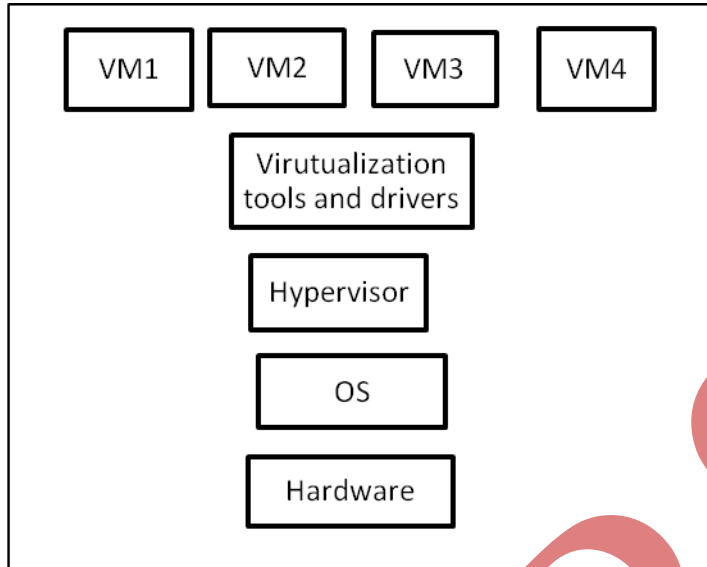 VM1 VM2 VM3 VM4
Virutualization
tools and drivers
Hypervisor
OS
Hardware